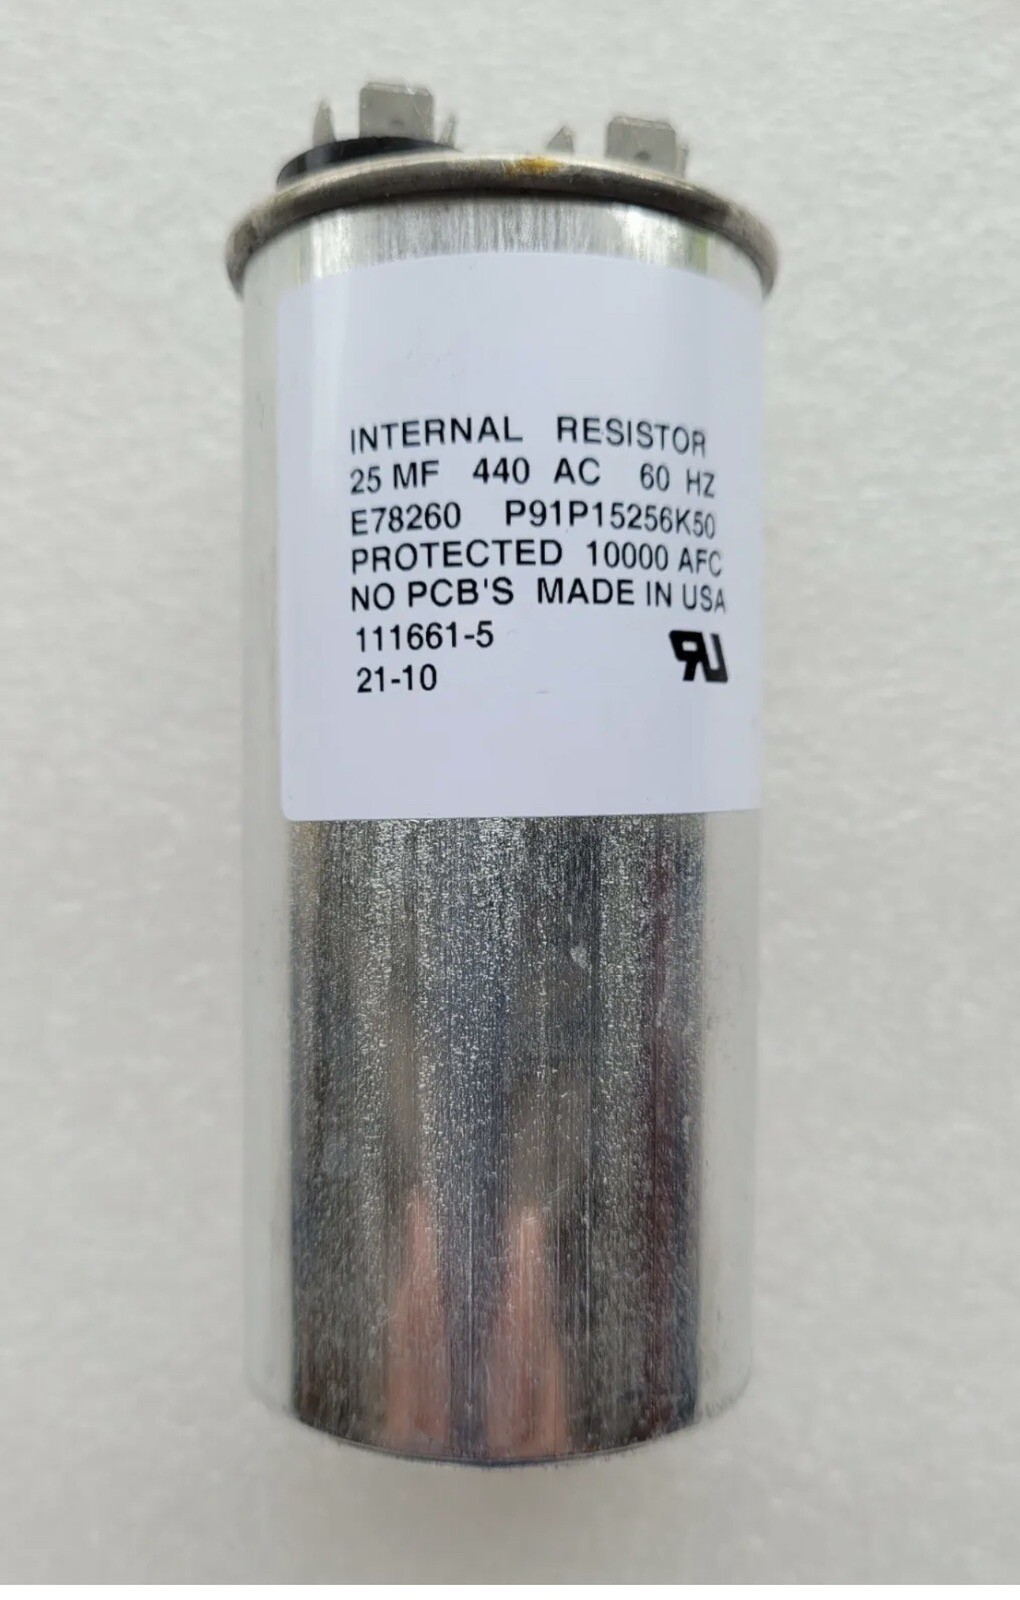 INTERNAL RESISTOR
25 MF 440 AC 60 HZ
E78260 P91P15256K50
PROTECTED 10000 AFC
NO PCB'S MADE IN USA
111661-5
21-10